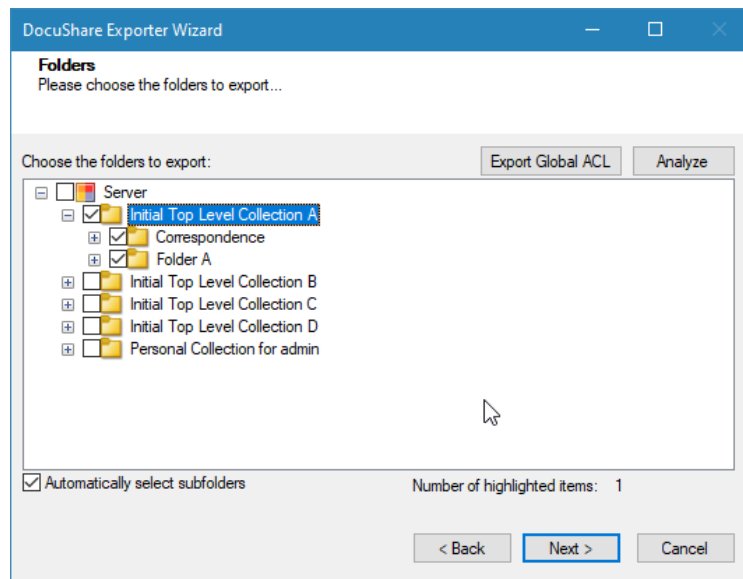 DocuShare Exporter Wizard
Folders
Please choose the folders to export...
Choose the folders to export:
Export Global ACL
Analyze
Server
Initial Top Level Collection A
Correspondence
Folder A
Initial Top Level Collection B
Initial Top Level Collection C
Initial Top Level Collection D
Personal Collection for admin
Automatically select subfolders
Number of highlighted items: 1
< Back
Next >
Cancel